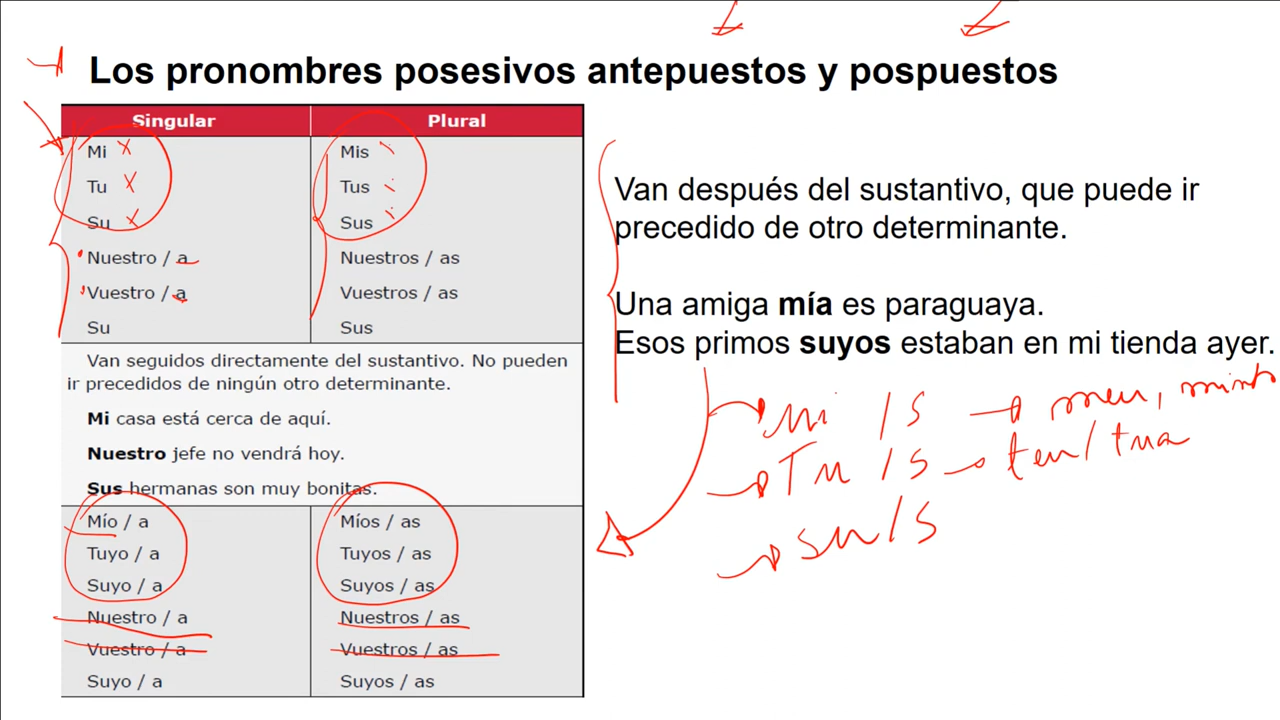 Los pronombres posesivos antepuestos y pospuestos
Singular Plural
Mi Mis
Tu Tus
Su Sus
Nuestro / a Nuestros / as
Vuestro / a Vuestros / as
Su Sus
Van seguidos directamente del sustantivo. No pueden
ir precedidos de ningún otro determinante.
Mi casa está cerca de aquí.
Nuestro jefe no vendrá hoy.
Sus hermanas son muy bonitas.
Mío / a Míos / as
Tuyo / a Tuyos / as
Suyo / a Suyos / as
Nuestro / a Nuestros / as
Vuestro / a Vuestros / as
Suyo / a Suyos / as
Van después del sustantivo, que puede ir
precedido de otro determinante.
Una amiga mía es paraguaya.
Esos primos suyos estaban en mi tienda ayer.
mi /s → meu,
Tu /s → teu/tua
su/s